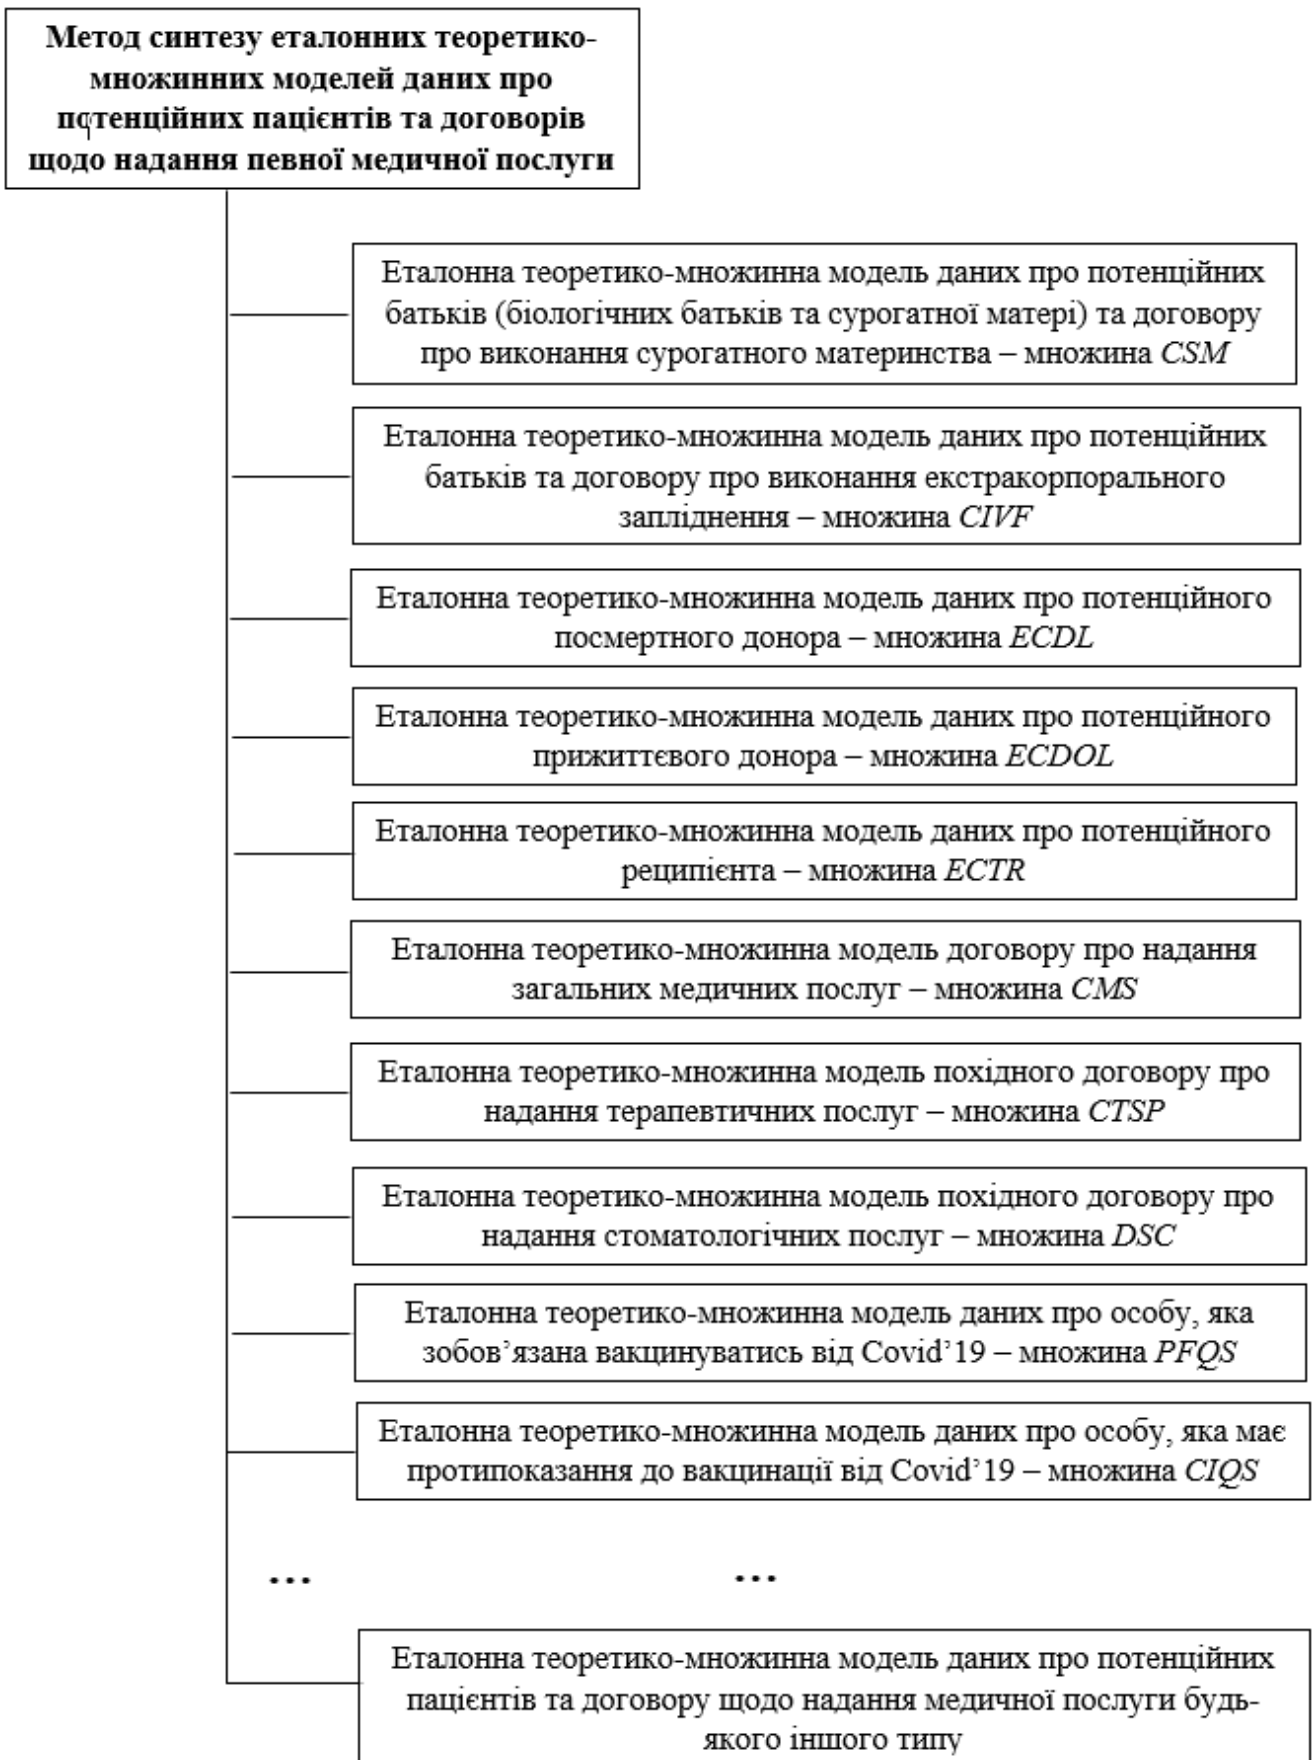 Метод синтезу еталонних теоретико-
множинних моделей даних про
потенційних пацієнтів та договорів
щодо надання певної медичної послуги
Еталонна теоретико-множинна модель даних про потенційних
батьків (біологічних батьків та сурогатної матері) та договору
про виконання сурогатного материнства – множина CSM
Еталонна теоретико-множинна модель даних про потенційних
батьків та договору про виконання екстракорпорального
запліднення – множина CIVF
Еталонна теоретико-множинна модель даних про потенційного
посмертного донора – множина ECDL
Еталонна теоретико-множинна модель даних про потенційного
прижиттєвого донора – множина ECDOL
Еталонна теоретико-множинна модель даних про потенційного
реципієнта – множина ECTR
Еталонна теоретико-множинна модель договору про надання
загальних медичних послуг – множина CMS
Еталонна теоретико-множинна модель похідного договору про
надання терапевтичних послуг – множина CTSP
Еталонна теоретико-множинна модель похідного договору про
надання стоматологічних послуг – множина DSC
Еталонна теоретико-множинна модель даних про особу, яка
зобов’язана вакцинуватись від Covid’19 – множина PFQS
Еталонна теоретико-множинна модель даних про особу, яка має
протипоказання до вакцинації від Covid’19 – множина CIQS
... ...
Еталонна теоретико-множинна модель даних про потенційних
пацієнтів та договору щодо надання медичної послуги будь-
якого іншого типу